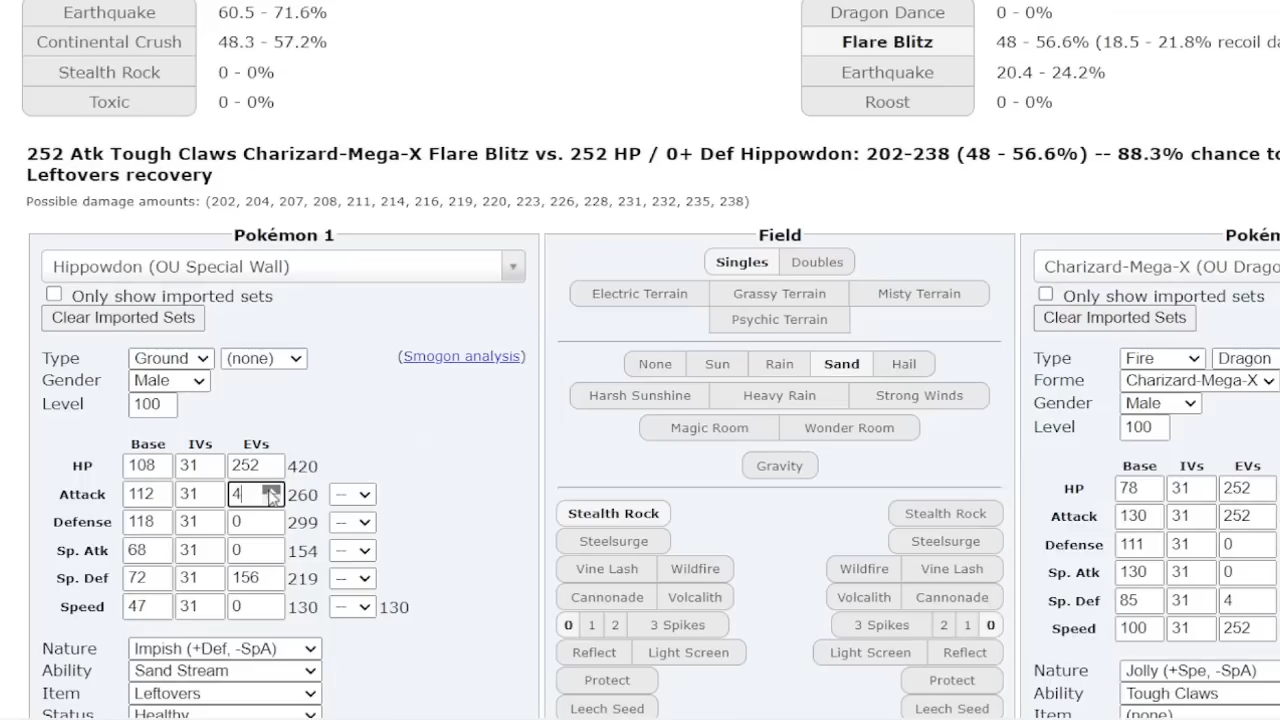 Earthquake 60.5 - 71.6%
Continental Crush 48.3 - 57.2%
Stealth Rock 0 - 0%
Toxic 0 - 0%
Dragon Dance 0 - 0%
Flare Blitz 48 - 56.6% (18.5 - 21.8% recoil da
Earthquake 20.4 - 24.2%
Roost 0 - 0%
252 Atk Tough Claws Charizard-Mega-X Flare Blitz vs. 252 HP / 0+ Def Hippowdon: 202-238 (48 - 56.6%) -- 88.3% chance to
Leftovers recovery
Possible damage amounts: (202, 204, 207, 208, 211, 214, 216, 219, 220, 223, 226, 228, 231, 232, 235, 238)
Pokémon 1
Hippowdon (OU Special Wall)
Only show imported sets
Clear Imported Sets
Type Ground (none) (Smogon analysis)
Gender Male
Level 100
Base IVs EVs
HP 108 31 252 420
Attack 112 31 4 260 --
Defense 118 31 0 299 --
Sp. Atk 68 31 0 154 --
Sp. Def 72 31 156 219 --
Speed 47 31 0 130 -- 130
Nature Impish (+Def, -SpA)
Ability Sand Stream
Item Leftovers
Status Healthy
Field
Singles Doubles
Electric Terrain Grassy Terrain Misty Terrain
Psychic Terrain
None Sun Rain Sand Hail
Harsh Sunshine Heavy Rain Strong Winds
Magic Room Wonder Room
Gravity
Stealth Rock Stealth Rock
Steelsurge Steelsurge
Vine Lash Wildfire Wildfire Vine Lash
Cannonade Volcalith Volcalith Cannonade
0 1 2 3 Spikes 3 Spikes 2 1 0
Reflect Light Screen Light Screen Reflect
Protect Protect
Leech Seed Leech Seed
Pokém
Charizard-Mega-X (OU Drago
Only show imported sets
Clear Imported Sets
Type Fire Dragon
Forme Charizard-Mega-X
Gender Male
Level 100
Base IVs EVs
HP 78 31 252
Attack 130 31 252
Defense 111 31 0
Sp. Atk 130 31 0
Sp. Def 85 31 4
Speed 100 31 252
Nature Jolly (+Spe, -SpA)
Ability Tough Claws
Item (none)